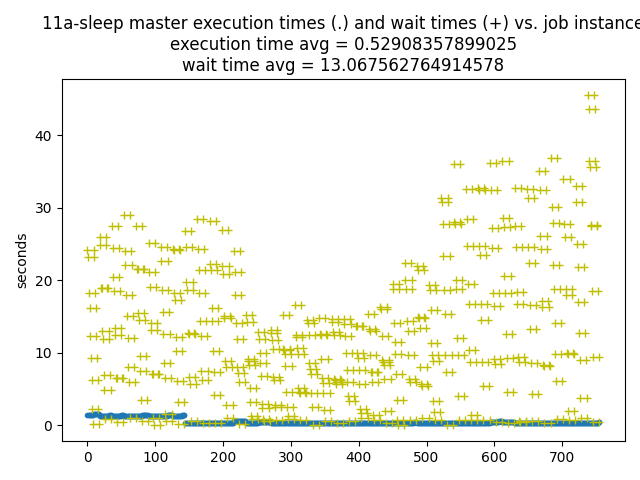 11a-sleep master execution times (.) and wait times (+) vs. job instance
execution time avg = 0.52908357899025
wait time avg = 13.067562764914578
seconds
40
30
20
10
0
0 100 200 300 400 500 600 700